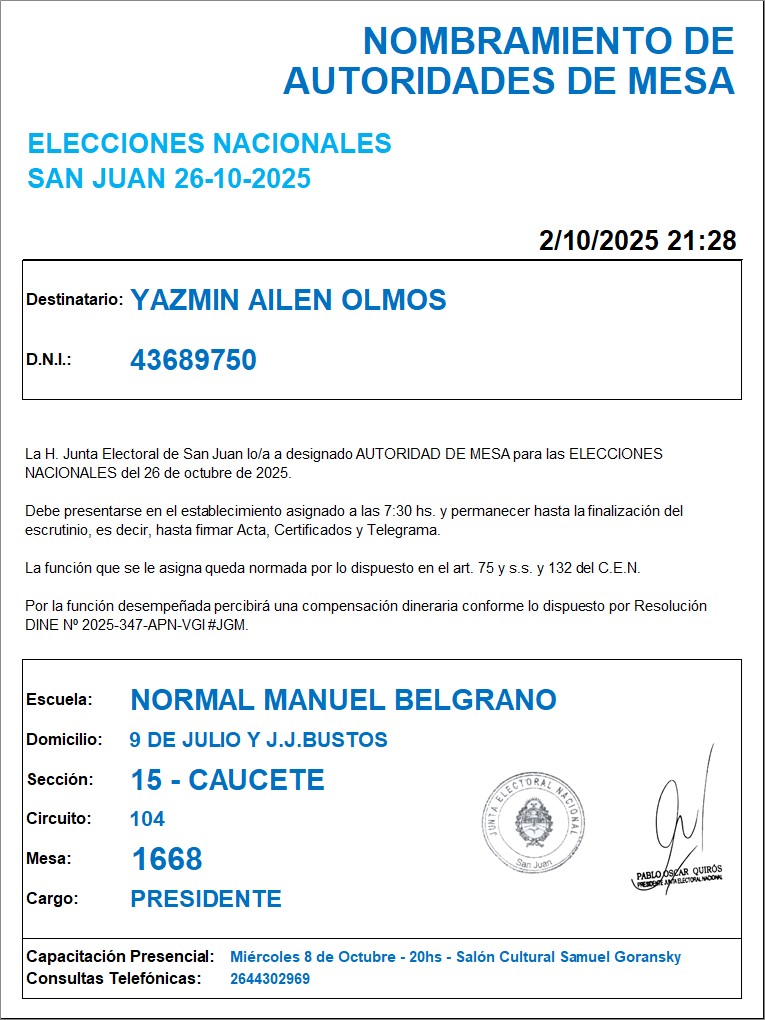 NOMBRAMIENTO DE
AUTORIDADES DE MESA
ELECCIONES NACIONALES
SAN JUAN 26-10-2025
2/10/2025 21:28
Destinatario: YAZMIN AILEN OLMOS
D.N.I.: 43689750
La H. Junta Electoral de San Juan lo/a a designado AUTORIDAD DE MESA para las ELECCIONES
NACIONALES del 26 de octubre de 2025.
Debe presentarse en el establecimiento asignado a las 7:30 hs. y permanecer hasta la finalización del
escrutinio, es decir, hasta firmar Acta, Certificados y Telegrama.
La función que se le asigna queda normada por lo dispuesto en el art. 75 y s.s. y 132 del C.E.N.
Por la función desempeñada percibirá una compensación dineraria conforme lo dispuesto por Resolución
DINE Nº 2025-347-APN-VGI#JGM.
Escuela: NORMAL MANUEL BELGRANO
Domicilio: 9 DE JULIO Y J.J.BUSTOS
Sección: 15 - CAUCETE
Circuito: 104
Mesa: 1668
Cargo: PRESIDENTE
JUNTA ELECTORAL NACIONAL
San Juan
PABLO OSCAR QUIRÓS
PRESIDENTE JUNTA ELECTORAL NACIONAL
Capacitación Presencial: Miércoles 8 de Octubre - 20hs - Salón Cultural Samuel Goransky
Consultas Telefónicas: 2644302969